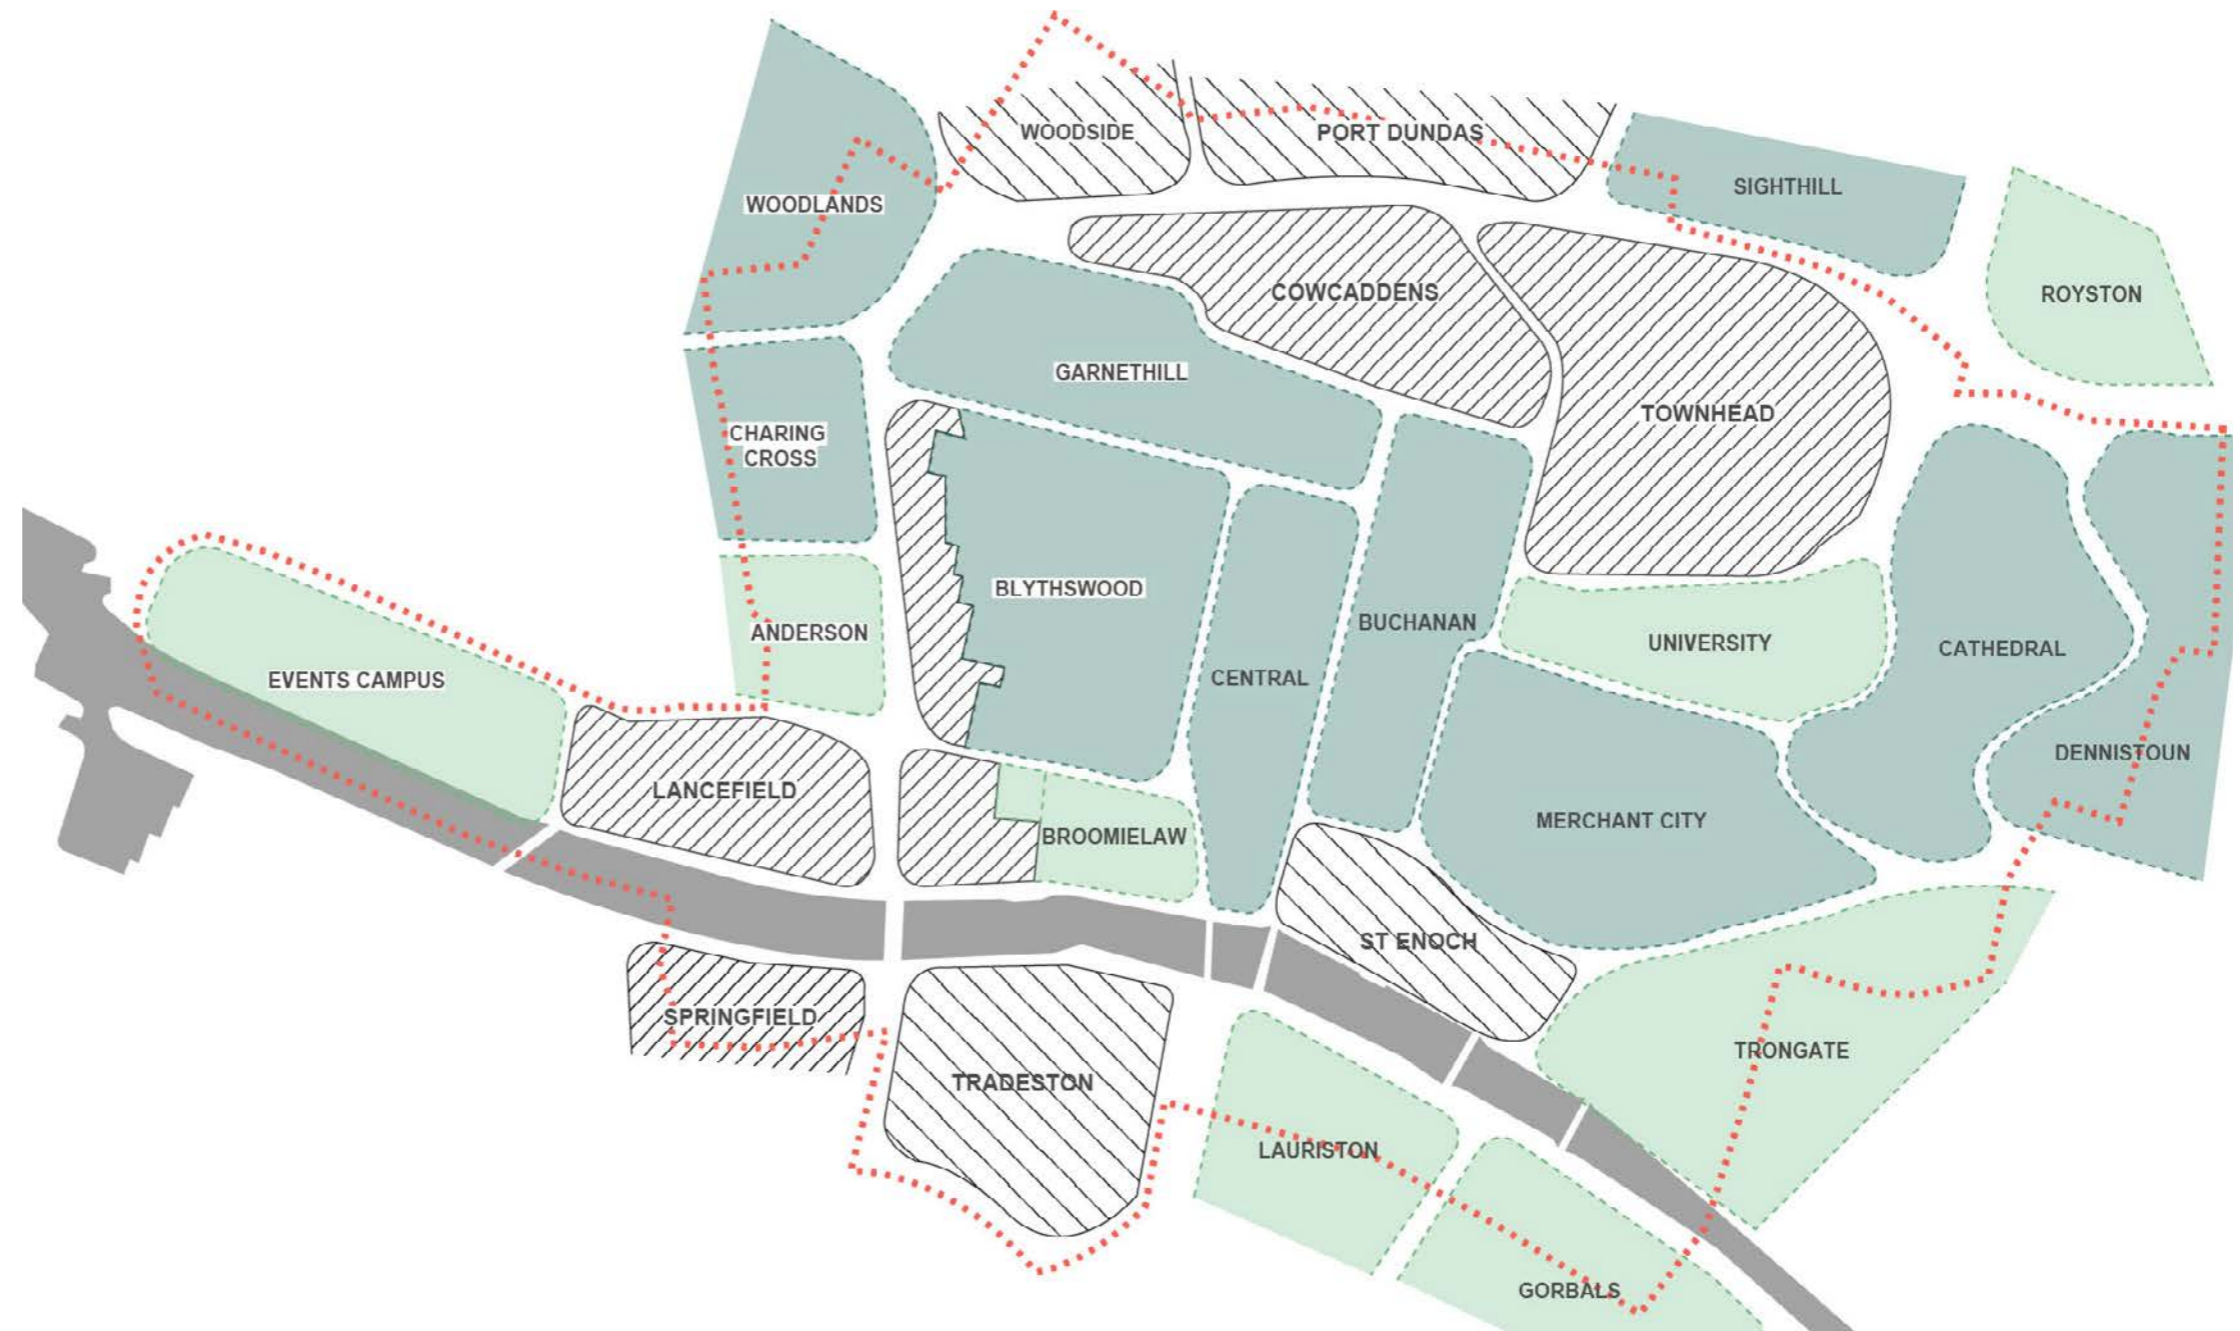 WOODSIDE
PORT DUNDAS
SIGHTHILL
WOODLANDS
ROYSTON
COWCADDENS
GARNETHILL
TOWNHEAD
CHARING
CROSS
BLYTHSWOOD
BUCHANAN
ANDERSON
UNIVERSITY
CATHEDRAL
EVENTS CAMPUS
CENTRAL
DENNISTOUN
LANCEFIELD
MERCHANT CITY
BROOMIELAW
ST ENOCH
SPRINGFIELD
TRONGATE
TRADESTON
LAURISTON
GORBALS